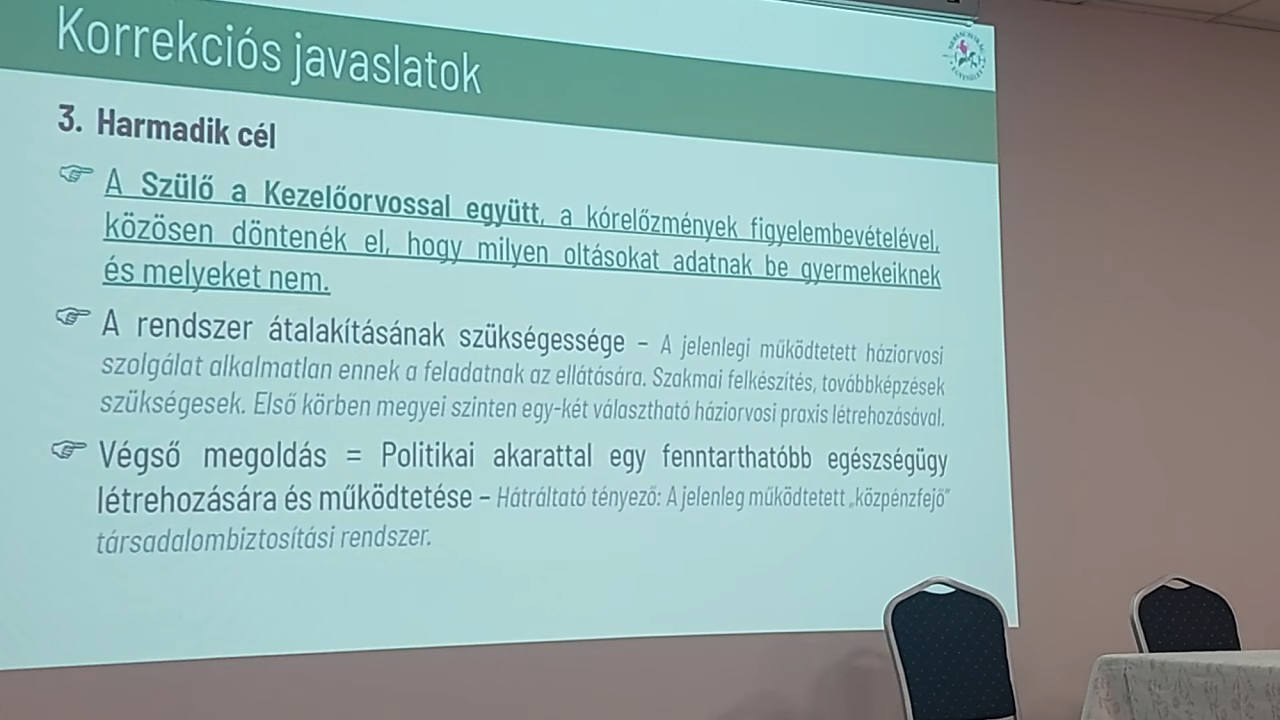 Korrekciós javaslatok
3. Harmadik cél
A Szülő a Kezelőorvossal együtt, a kórelőzmények figyelembevételével,
közösen döntenék el, hogy milyen oltásokat adatnak be gyermekeiknek
és melyeket nem.
A rendszer átalakításának szükségessége – A jelenlegi működtetett háziorvosi
szolgálat alkalmatlan ennek a feladatnak az ellátására. Szakmai felkészítés, továbbképzések
szükségesek. Első körben megyei szinten egy-két választható háziorvosi praxis létrehozásával.
Végső megoldás = Politikai akarattal egy fenntarthatóbb egészségügy
létrehozására és működtetése – Hátráltató tényező: A jelenleg működtetett „közpénzfejő”
társadalombiztosítási rendszer.